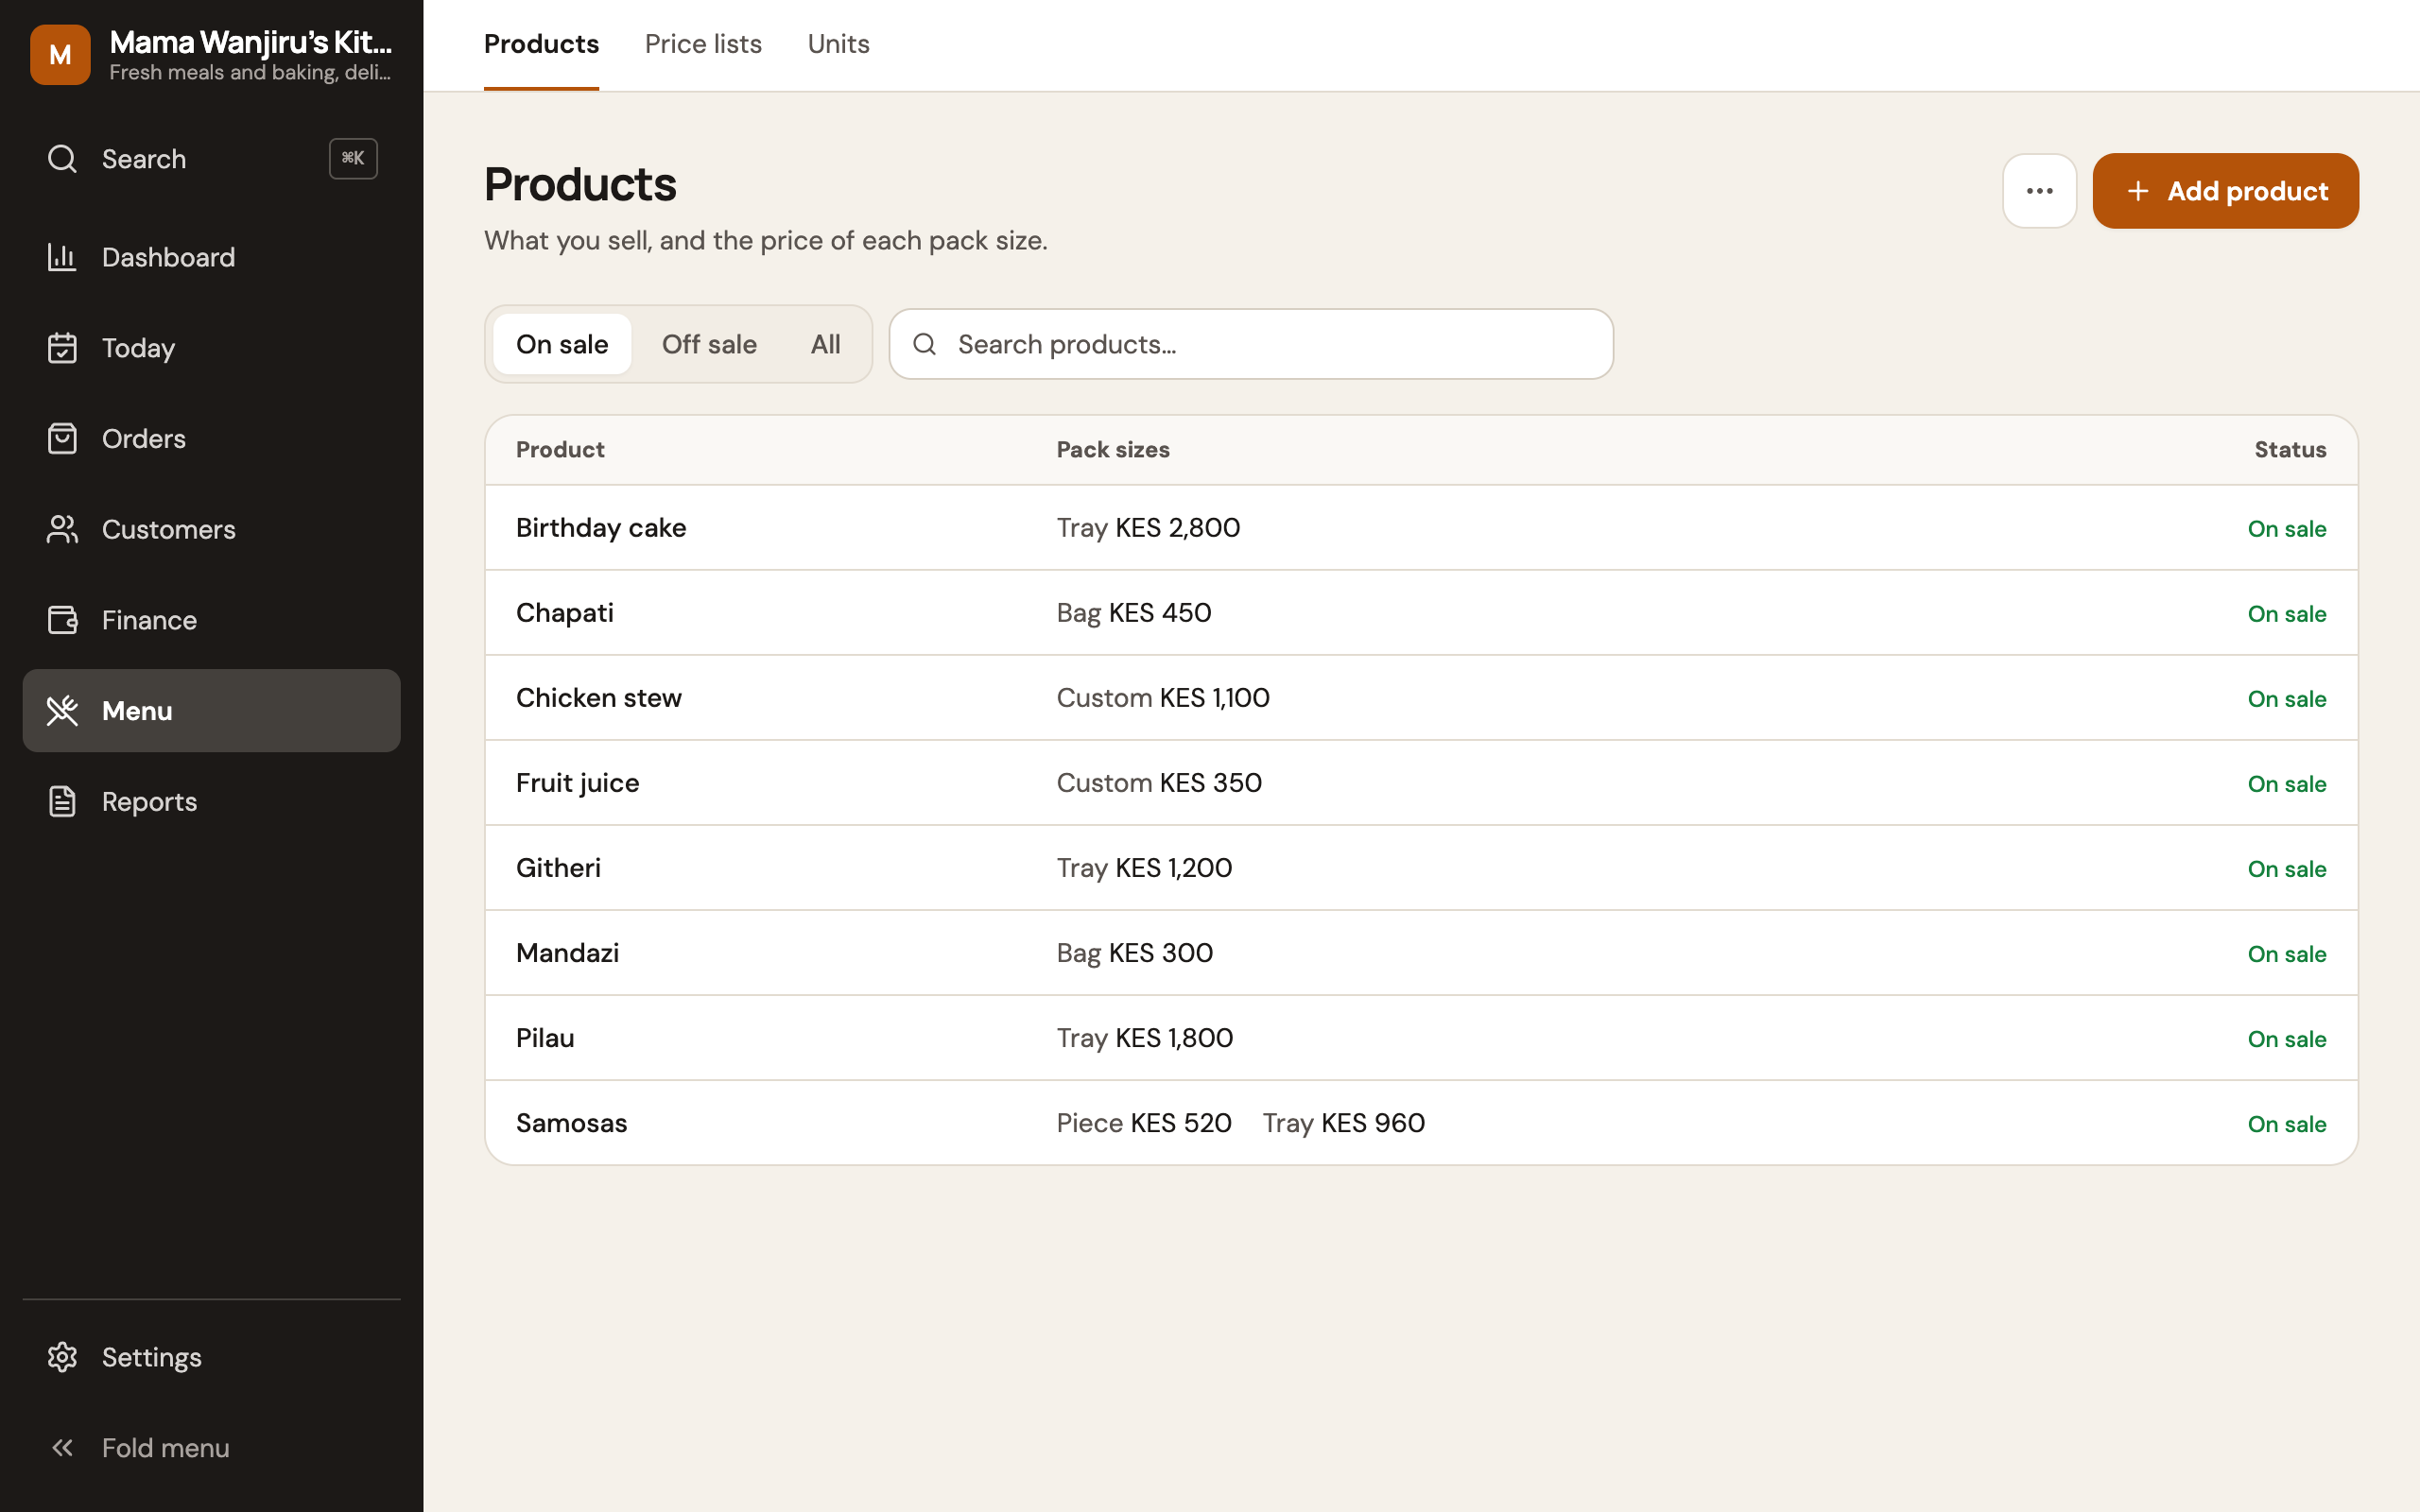 M
Mama Wanjiru's Kit...
Fresh meals and baking, deli...
Search ⌘K
Dashboard
Today
Orders
Customers
Finance
Menu
Reports
Settings
Fold menu
Products Price lists Units
Products
What you sell, and the price of each pack size.
Add product
On sale Off sale All
Search products...
Product Pack sizes Status
Birthday cake Tray KES 2,800 On sale
Chapati Bag KES 450 On sale
Chicken stew Custom KES 1,100 On sale
Fruit juice Custom KES 350 On sale
Githeri Tray KES 1,200 On sale
Mandazi Bag KES 300 On sale
Pilau Tray KES 1,800 On sale
Samosas Piece KES 520 Tray KES 960 On sale